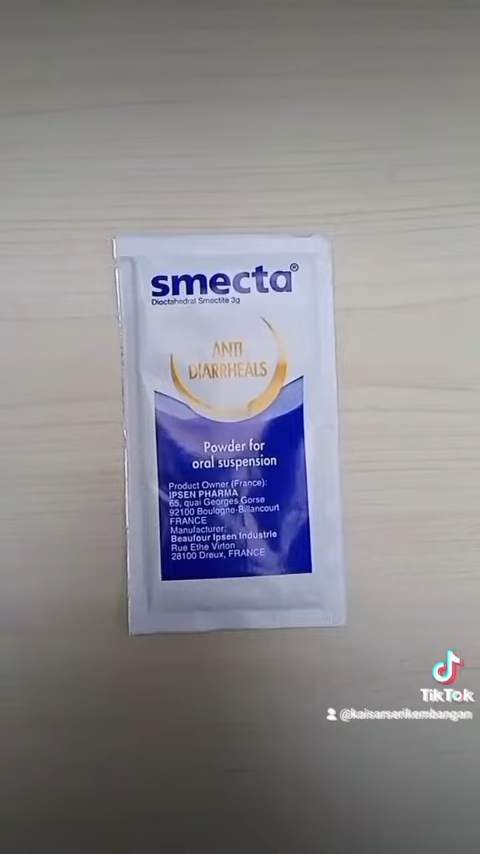 smecta®
Dioctahedral Smectite 3g
ANTI
DIARRHEALS
Powder for
oral suspension
Product Owner (France):
IPSEN PHARMA
65, quai Georges Gorse
92100 Boulogne-Billancourt
FRANCE
Manufacturer:
Beaufour Ipsen Industrie
Rue Ethe Virton
28100 Dreux, FRANCE
TikTok
@kaisarserikembangan